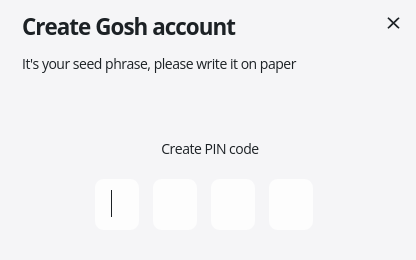 Create Gosh account
It's your seed phrase, please write it on paper
Create PIN code